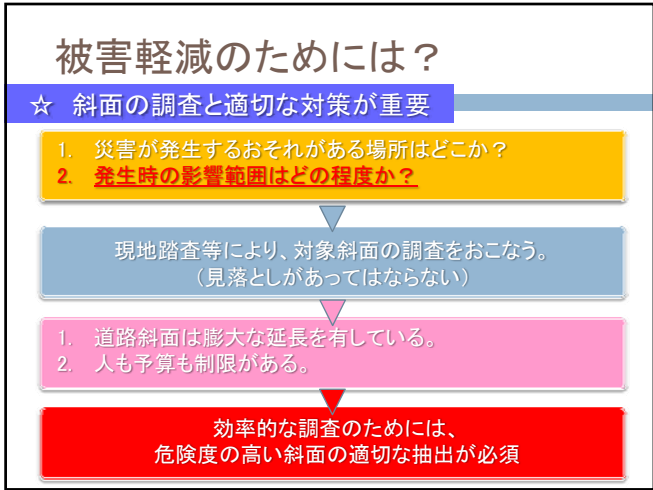 被害軽減のためには？
☆ 斜面の調査と適切な対策が重要
1. 災害が発生するおそれがある場所はどこか？
2. 発生時の影響範囲はどの程度か？
現地踏査等により、対象斜面の調査をおこなう。
（見落としがあってはならない）
1. 道路斜面は膨大な延長を有している。
2. 人も予算も制限がある。
効率的な調査のためには、
危険度の高い斜面の適切な抽出が必須